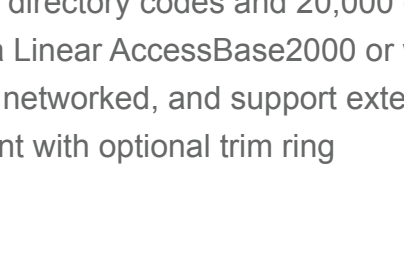 directory codes and 20,000
Linear AccessBase2000 or
networked, and support
with optional trim ring